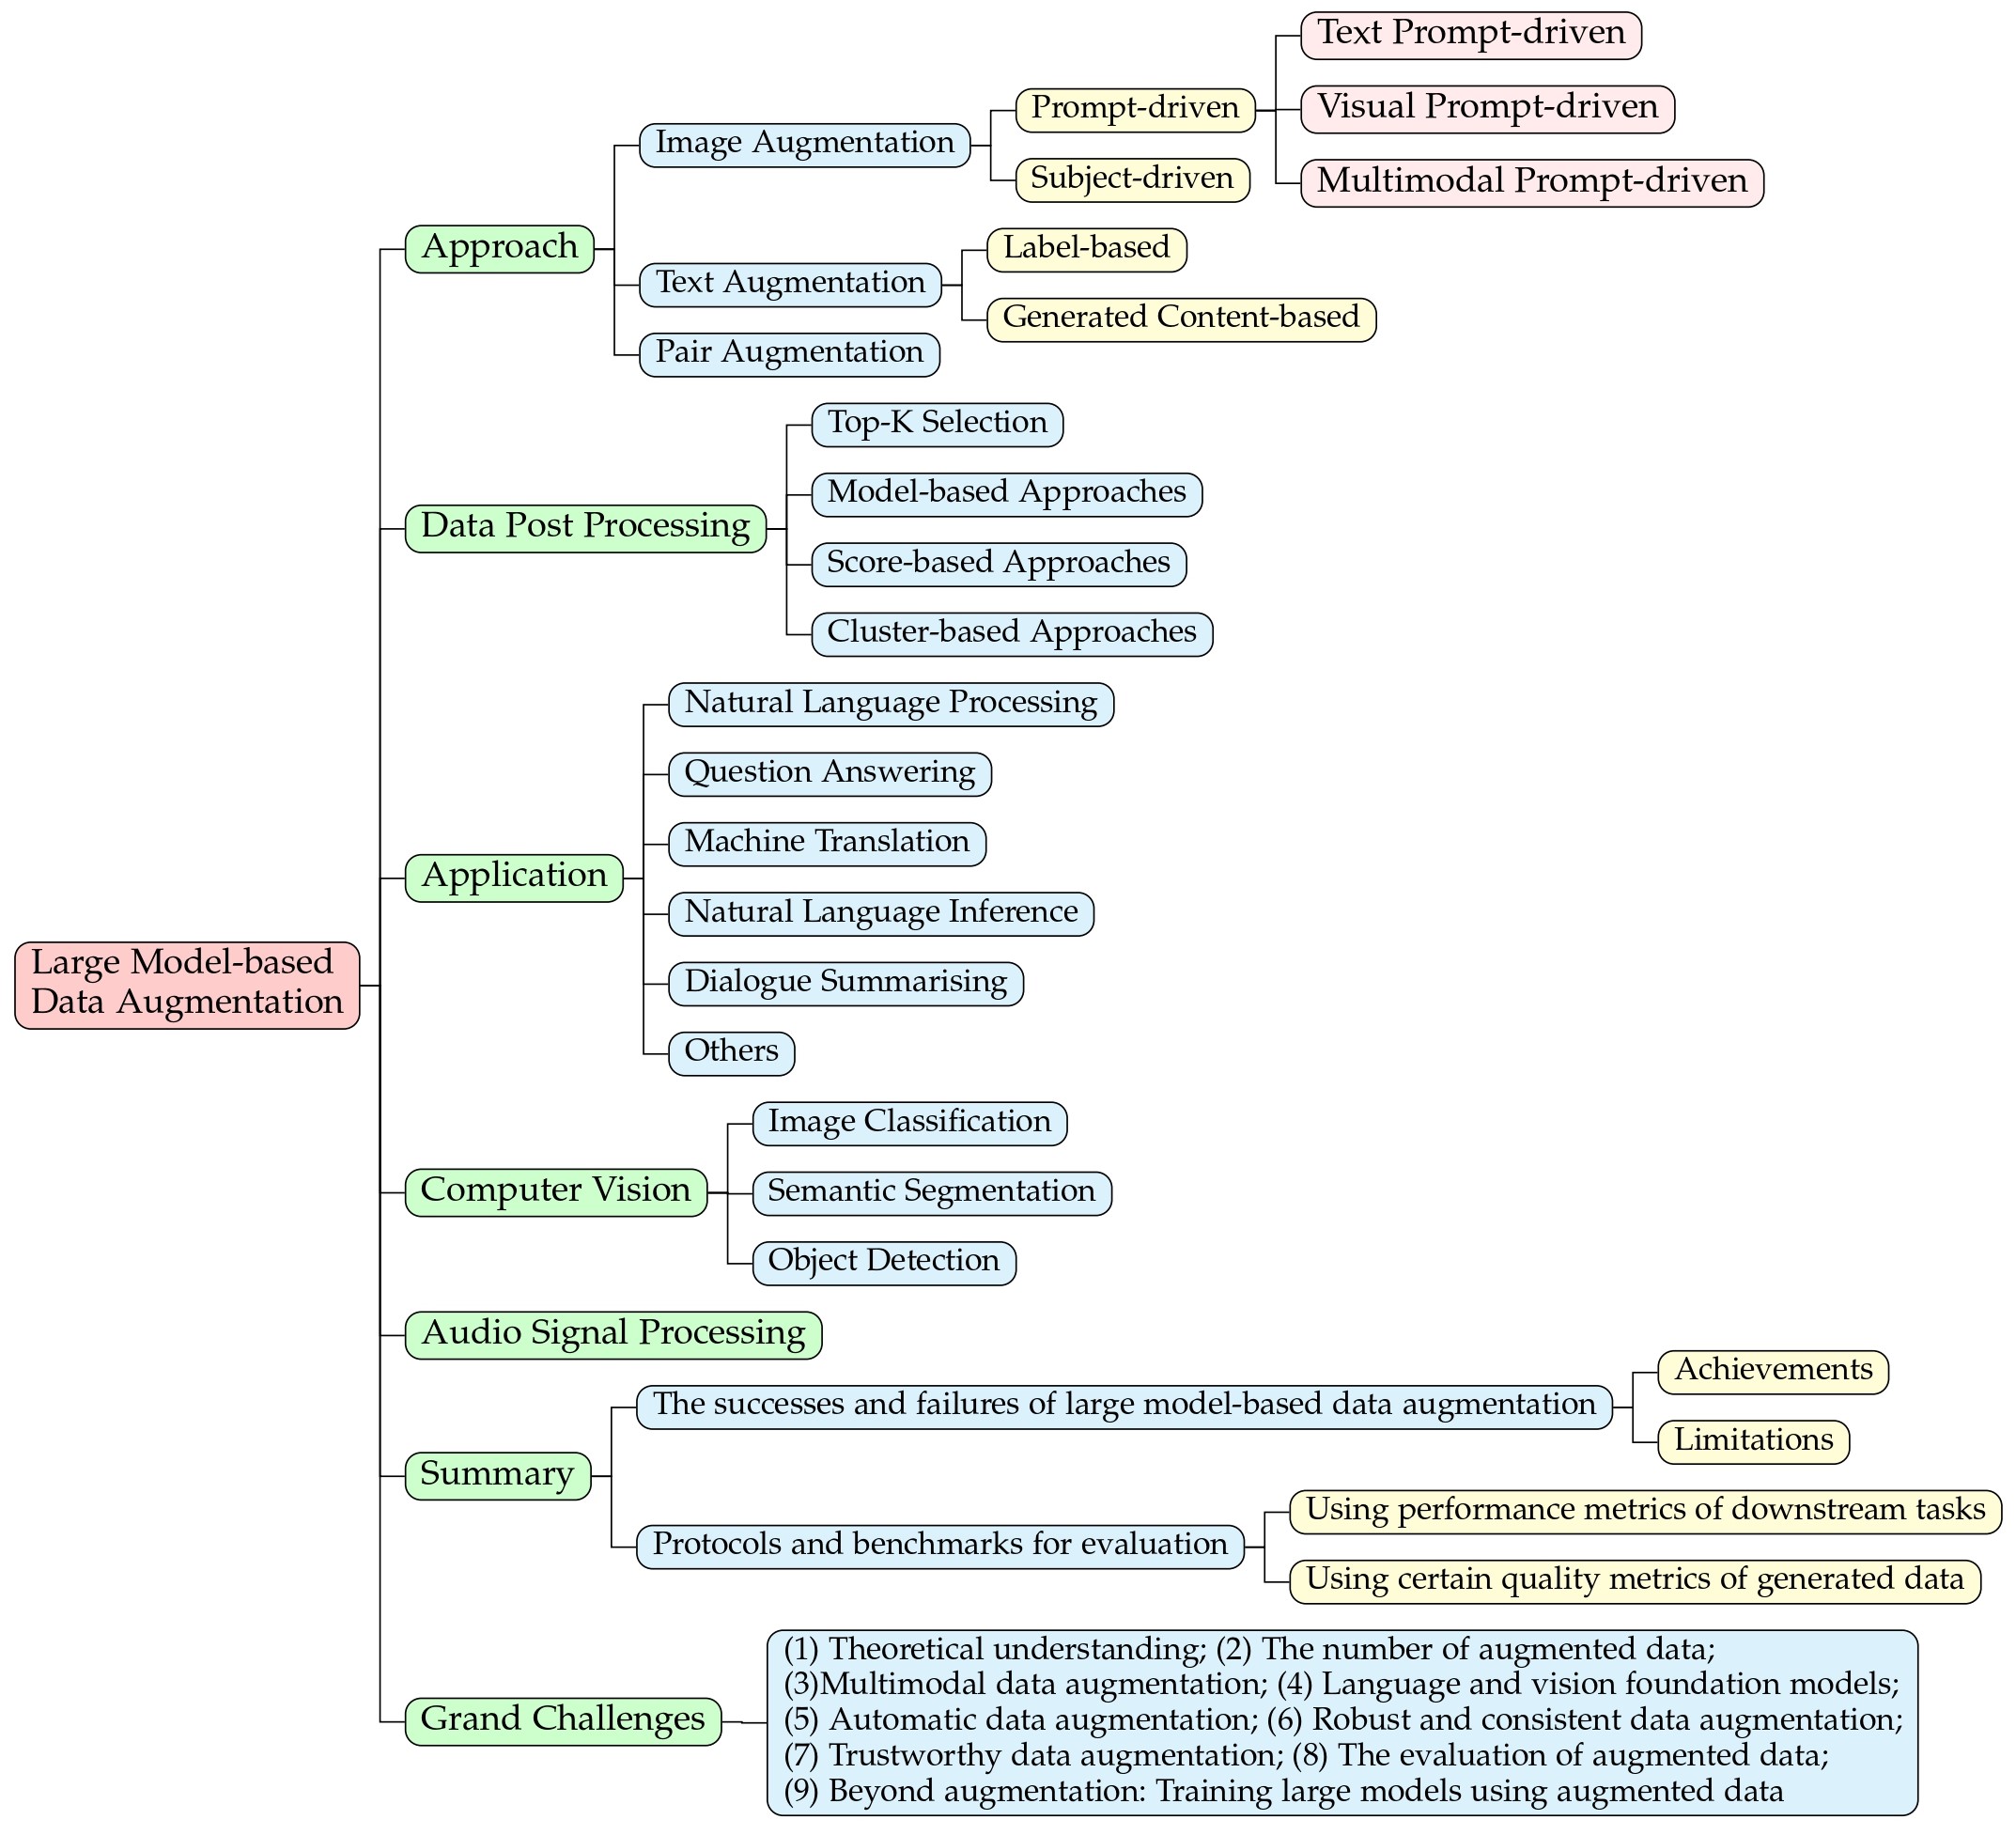 Large Model-based
Data Augmentation
Approach
Image Augmentation
Prompt-driven
Text Prompt-driven
Visual Prompt-driven
Multimodal Prompt-driven
Subject-driven
Text Augmentation
Label-based
Generated Content-based
Pair Augmentation
Data Post Processing
Top-K Selection
Model-based Approaches
Score-based Approaches
Cluster-based Approaches
Application
Natural Language Processing
Question Answering
Machine Translation
Natural Language Inference
Dialogue Summarising
Others
Computer Vision
Image Classification
Semantic Segmentation
Object Detection
Audio Signal Processing
Summary
The successes and failures of large model-based data augmentation
Achievements
Limitations
Protocols and benchmarks for evaluation
Using performance metrics of downstream tasks
Using certain quality metrics of generated data
Grand Challenges
(1) Theoretical understanding; (2) The number of augmented data;
(3)Multimodal data augmentation; (4) Language and vision foundation models;
(5) Automatic data augmentation; (6) Robust and consistent data augmentation;
(7) Trustworthy data augmentation; (8) The evaluation of augmented data;
(9) Beyond augmentation: Training large models using augmented data